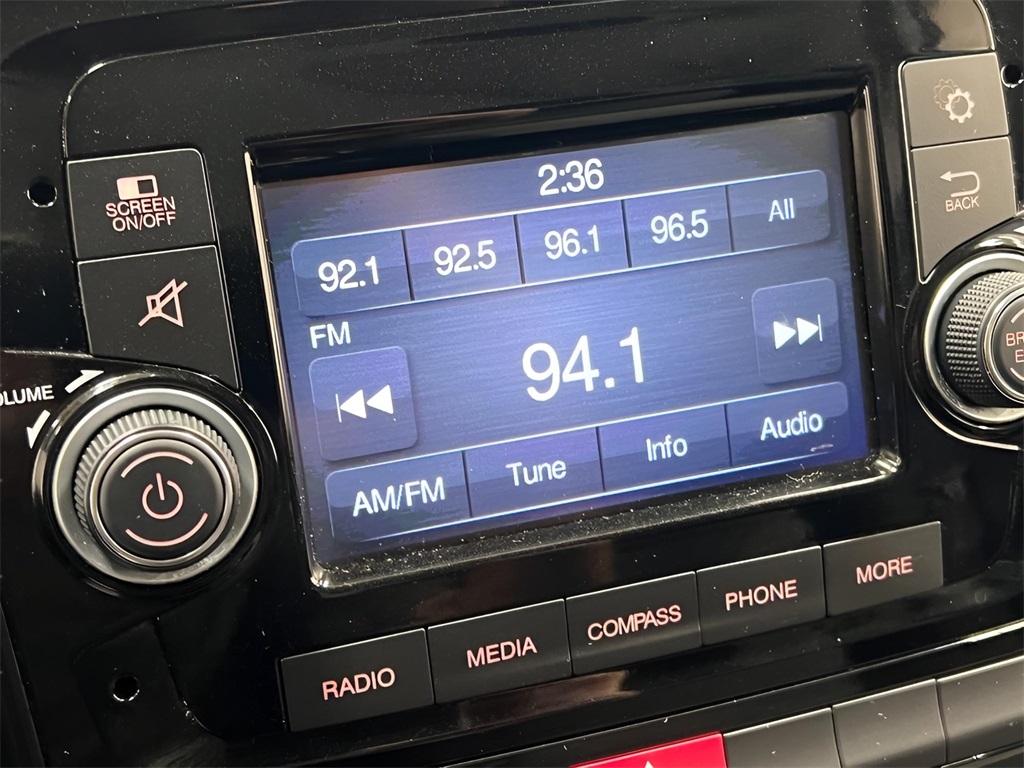 2:36
SCREEN
ON/OFF
92.1 92.5 96.1 96.5 All
BACK
FM
94.1
AM/FM Tune Info Audio
RADIO MEDIA COMPASS PHONE MORE